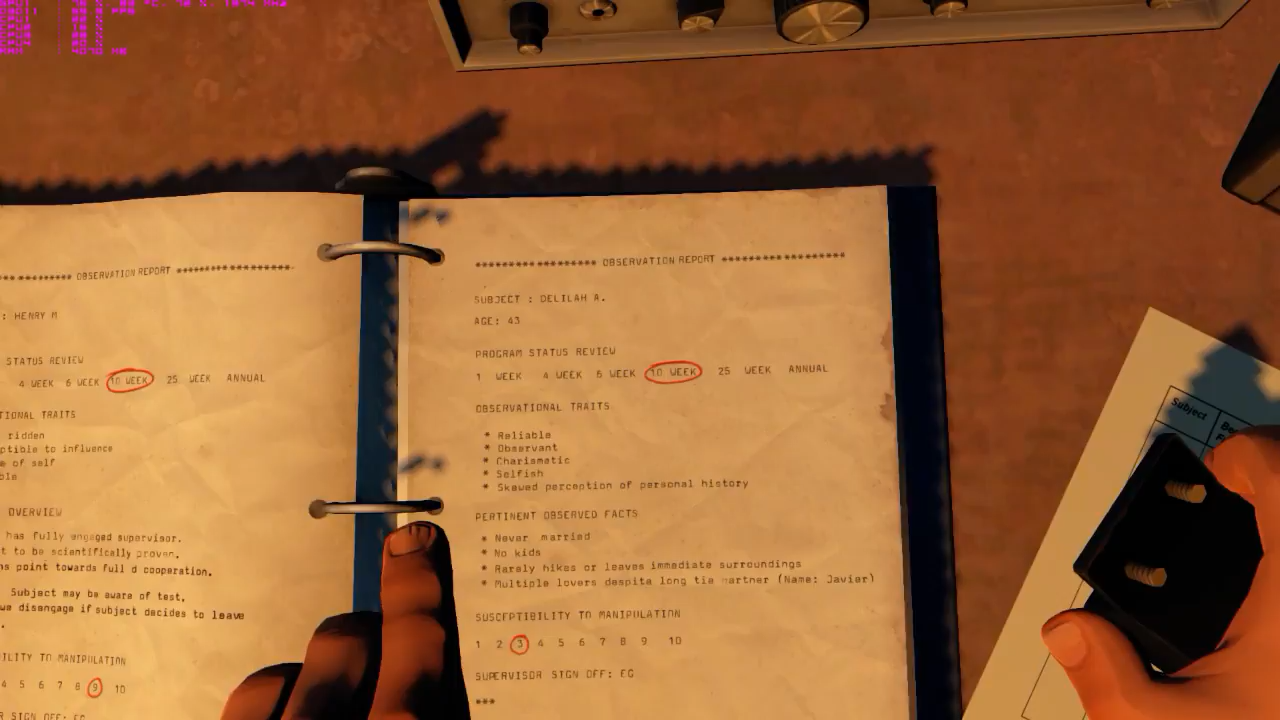 ****************** OBSERVATION REPORT ******************
: HENRY M
STATUS REVIEW
4 WEEK 6 WEEK 10 WEEK 25 WEEK ANNUAL
TIONAL TRAITS
ridden
ptible to influence
e of self
ble
OVERVIEW
has fully engaged supervisor.
t to be scientifically proven.
ns point towards full d cooperation.
Subject may be aware of test,
we disengage if subject decides to leave
.
ILITY TO MANIPULATION
4 5 6 7 8 9 10
R SIGN OFF: EG
****************** OBSERVATION REPORT ******************
SUBJECT : DELILAH A.
AGE: 43
PROGRAM STATUS REVIEW
1 WEEK 4 WEEK 6 WEEK 10 WEEK 25 WEEK ANNUAL
OBSERVATIONAL TRAITS
* Reliable
* Observant
* Charismatic
* Selfish
* Skewed perception of personal history
PERTINENT OBSERVED FACTS
* Never married
* No kids
* Rarely hikes or leaves immediate surroundings
* Multiple lovers despite long tie partner (Name: Javier)
SUSCEPTIBILITY TO MANIPULATION
1 2 3 4 5 6 7 8 9 10
SUPERVISOR SIGN OFF: EG
***
Subject